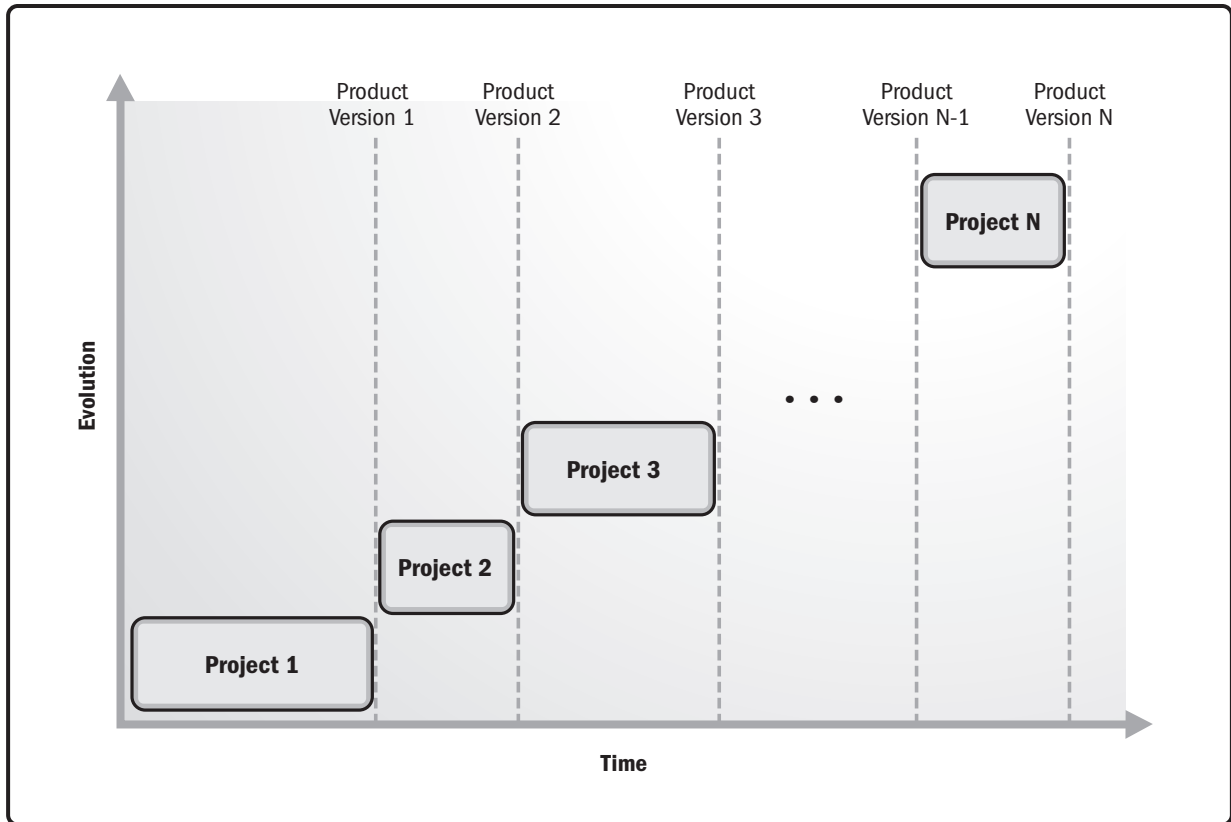 Product
Version 1
Product
Version 2
Product
Version 3
Product
Version N-1
Product
Version N
Project N
Evolution
• • •
Project 3
Project 2
Project 1
Time